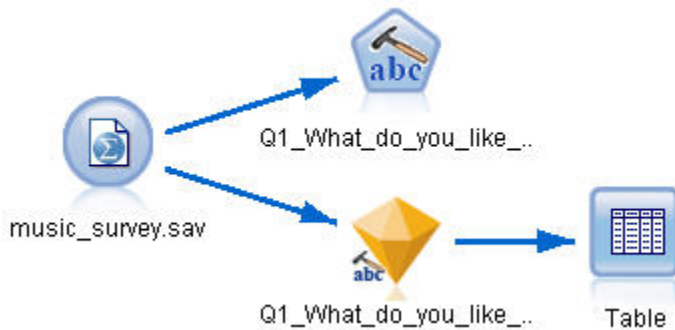 abc
Q1_What_do_you_like_..
music_survey.sav
abc
Q1_What_do_you_like_..
Table